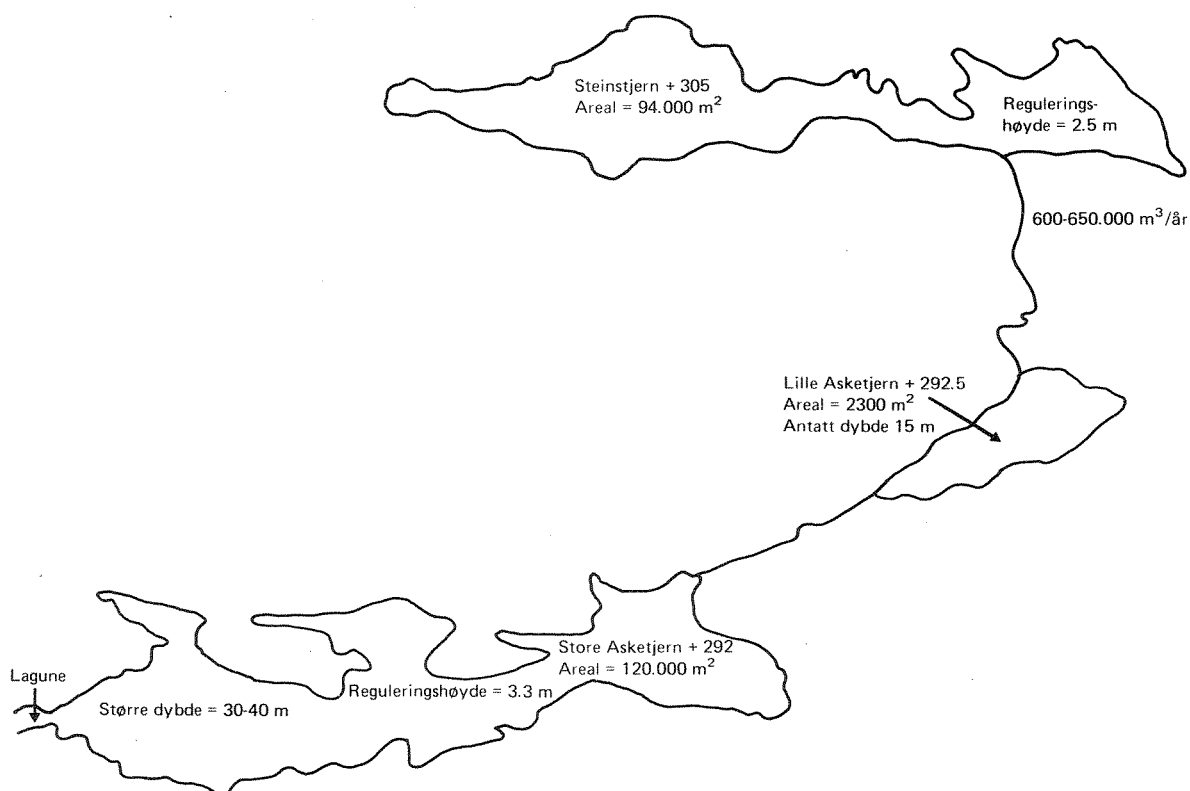 Steinstjern + 305
Areal = 94.000 m²
Regulerings-
høyde = 2.5 m
600-650.000 m³/år
Lille Asketjern + 292.5
Areal = 2300 m²
Antatt dybde 15 m
Store Asketjern + 292
Areal = 120.000 m²
Lagune
Reguleringshøyde = 3.3 m
Større dybde = 30-40 m